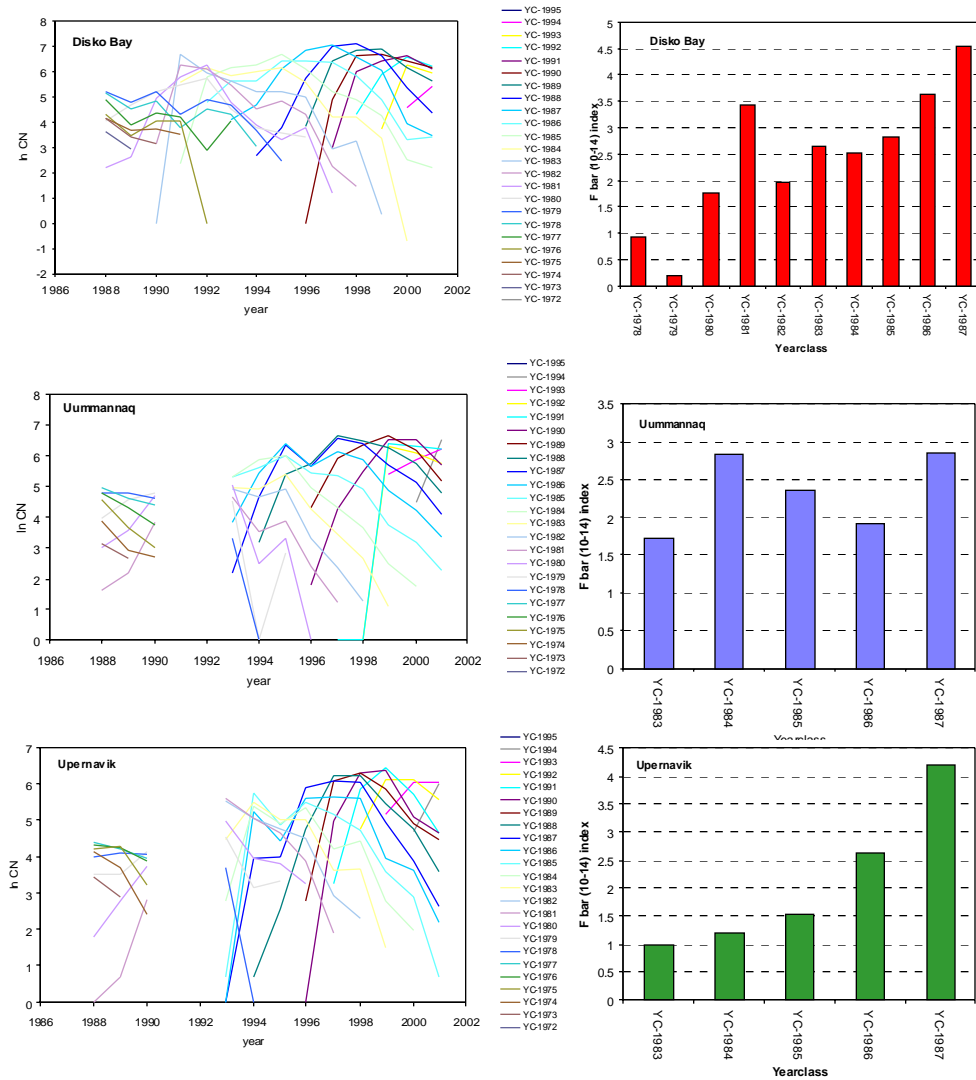 Disko Bay
8
7
6
5
4
3
2
1
0
-1
-2
ln CN
1986
1988
1990
1992
1994
1996
1998
2000
2002
year
YC-1995
YC-1994
YC-1993
YC-1992
YC-1991
YC-1990
YC-1989
YC-1988
YC-1987
YC-1986
YC-1985
YC-1984
YC-1983
YC-1982
YC-1981
YC-1980
YC-1979
YC-1978
YC-1977
YC-1976
YC-1975
YC-1974
YC-1973
YC-1972
Disko Bay
5
4.5
4
3.5
3
2.5
2
1.5
1
0.5
0
F bar (10-14) index
YC-1978
YC-1979
YC-1980
YC-1981
YC-1982
YC-1983
YC-1984
YC-1985
YC-1986
YC-1987
Yearclass
Uummannaq
8
7
6
5
4
3
2
1
0
ln CN
1986
1988
1990
1992
1994
1996
1998
2000
2002
year
YC-1995
YC-1994
YC-1993
YC-1992
YC-1991
YC-1990
YC-1989
YC-1988
YC-1987
YC-1986
YC-1985
YC-1984
YC-1983
YC-1982
YC-1981
YC-1980
YC-1979
YC-1978
YC-1977
YC-1976
YC-1975
YC-1974
YC-1973
YC-1972
Uummannaq
3.5
3
2.5
2
1.5
1
0.5
0
F bar (10-14) index
YC-1983
YC-1984
YC-1985
YC-1986
YC-1987
Yearclass
Upernavik
7
6
5
4
3
2
1
0
ln CN
1986
1988
1990
1992
1994
1996
1998
2000
2002
year
YC-1995
YC-1994
YC-1993
YC-1992
YC-1991
YC-1990
YC-1989
YC-1988
YC-1987
YC-1986
YC-1985
YC-1984
YC-1983
YC-1982
YC-1981
YC-1980
YC-1979
YC-1978
YC-1977
YC-1976
YC-1975
YC-1974
YC-1973
YC-1972
Upernavik
4.5
4
3.5
3
2.5
2
1.5
1
0.5
0
F bar (10-14) index
YC-1983
YC-1984
YC-1985
YC-1986
YC-1987
Yearclass